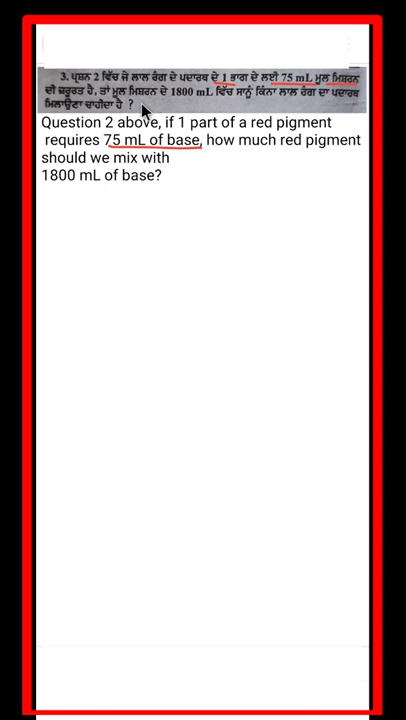 3. ਪ੍ਰਸ਼ਨ 2 ਵਿੱਚ ਜੇ ਲਾਲ ਰੰਗ ਦੇ ਪਦਾਰਥ ਦੇ 1 ਭਾਗ ਦੇ ਲਈ 75 mL ਮੂਲ ਮਿਸ਼ਰਨ
ਦੀ ਜ਼ਰੂਰਤ ਹੈ, ਤਾਂ ਮੂਲ ਮਿਸ਼ਰਨ ਦੇ 1800 mL ਵਿੱਚ ਸਾਨੂੰ ਕਿੰਨਾ ਲਾਲ ਰੰਗ ਦਾ ਪਦਾਰਥ
ਮਿਲਾਉਣਾ ਚਾਹੀਦਾ ਹੈ ?
Question 2 above, if 1 part of a red pigment
requires 75 mL of base, how much red pigment
should we mix with
1800 mL of base?